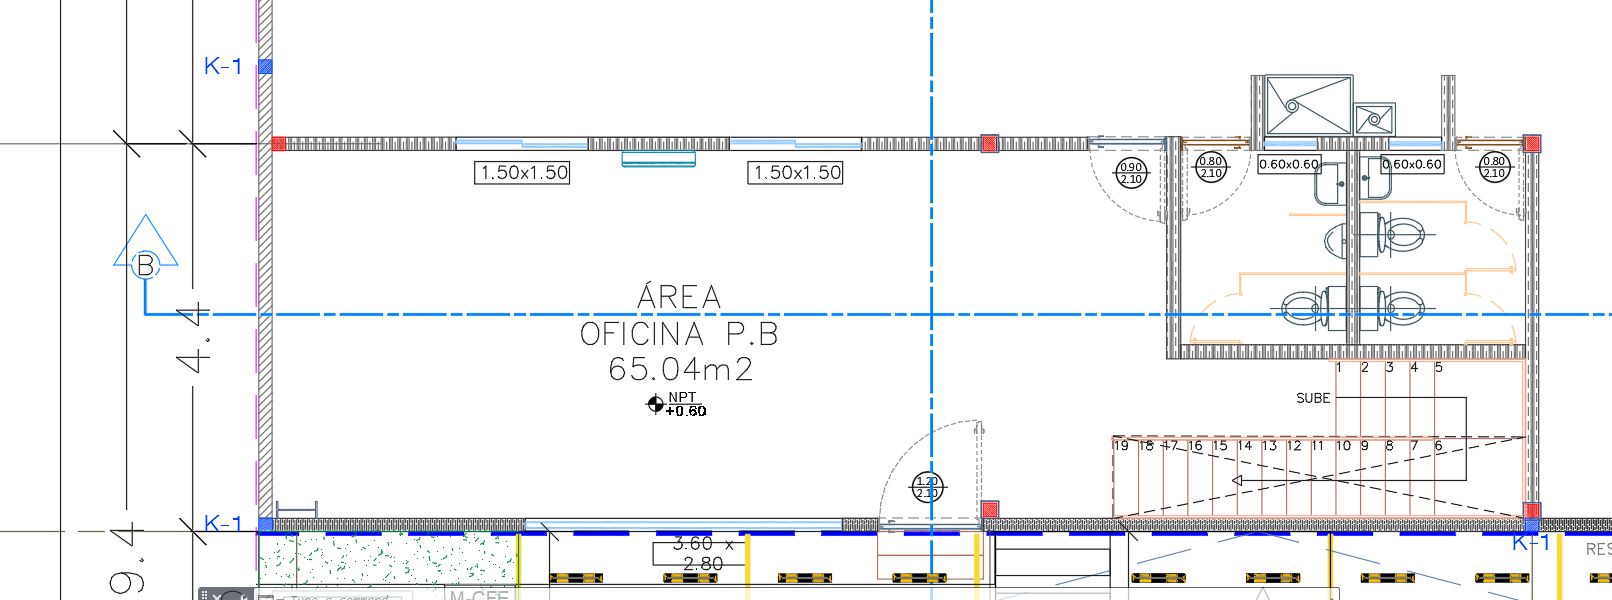 K-1
1.50x1.50
1.50x1.50
0.90
2.10
0.80
2.10
0.60x0.60
0.60x0.60
0.80
2.10
B
4.4
ÁREA
OFICINA P.B
65.04m2
NPT
+0.60
1 2 3 4 5
SUBE
19 18 17 16 15 14 13 12 11 10 9 8 7 6
1.20
2.10
K-1
K-1
9.4
3.60 x
2.80
RES
M-CFE
Type a command